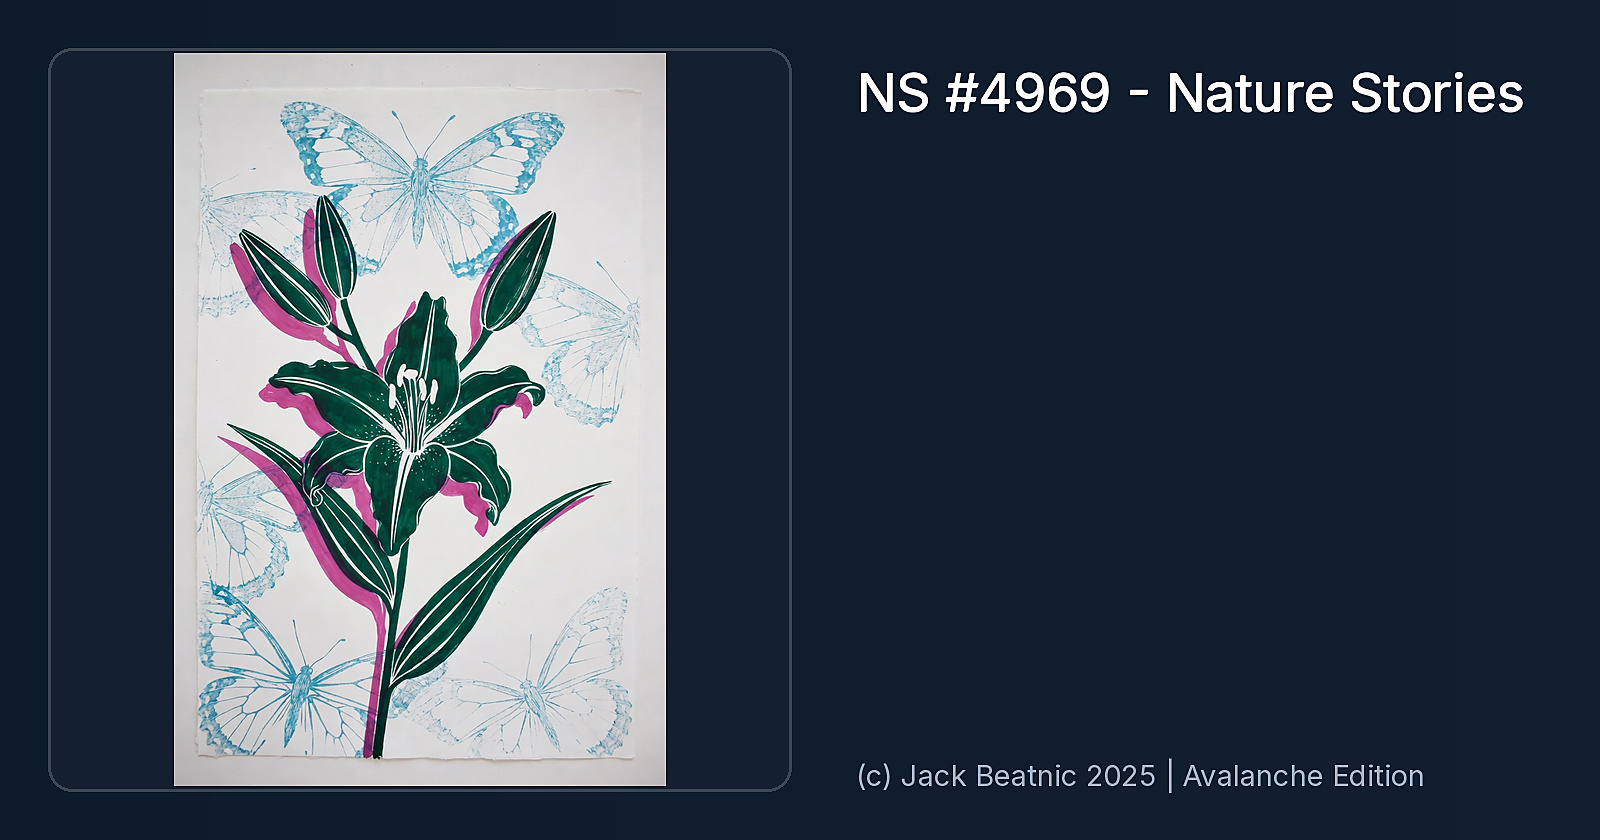 NS #4969 - Nature Stories
(c) Jack Beatnic 2025 | Avalanche Edition